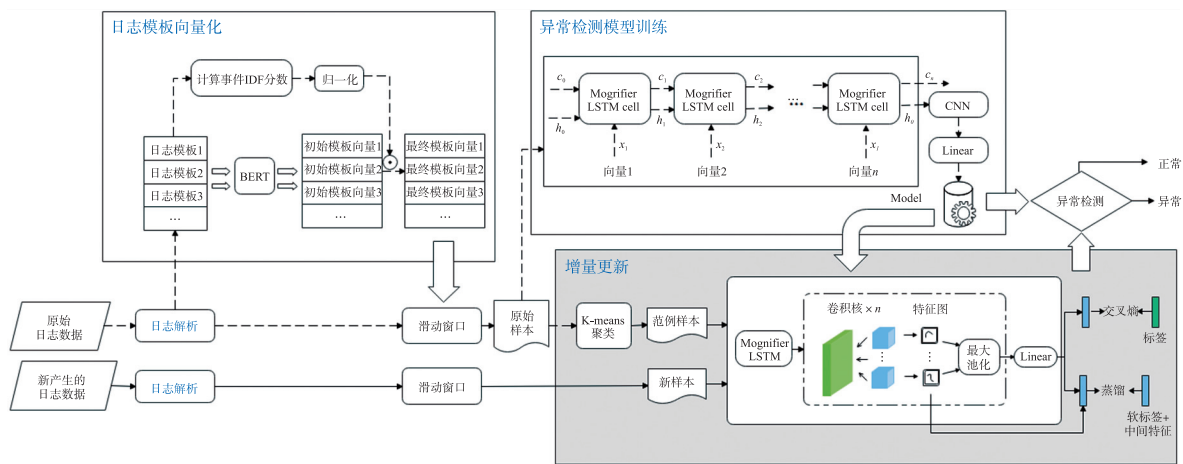 日志模板向量化
计算事件IDF分数
归一化
日志模板1
日志模板2
日志模板3
…
BERT
初始模板向量1
初始模板向量2
初始模板向量3
…
最终模板向量1
最终模板向量2
最终模板向量3
…
异常检测模型训练
c0
h0
Mogrifier
LSTM cell
x1
向量1
c1
h1
Mogrifier
LSTM cell
x2
向量2
c2
h2
…
Mogrifier
LSTM cell
xi
向量n
cn
h0
CNN
Linear
Model
异常检测
正常
异常
原始
日志数据
日志解析
滑动窗口
原始
样本
新产生的
日志数据
日志解析
滑动窗口
增量更新
K-means
聚类
范例样本
新样本
Mognifier
LSTM
卷积核×n
特征图
最大
池化
Linear
交叉熵
标签
蒸馏
软标签+
中间特征